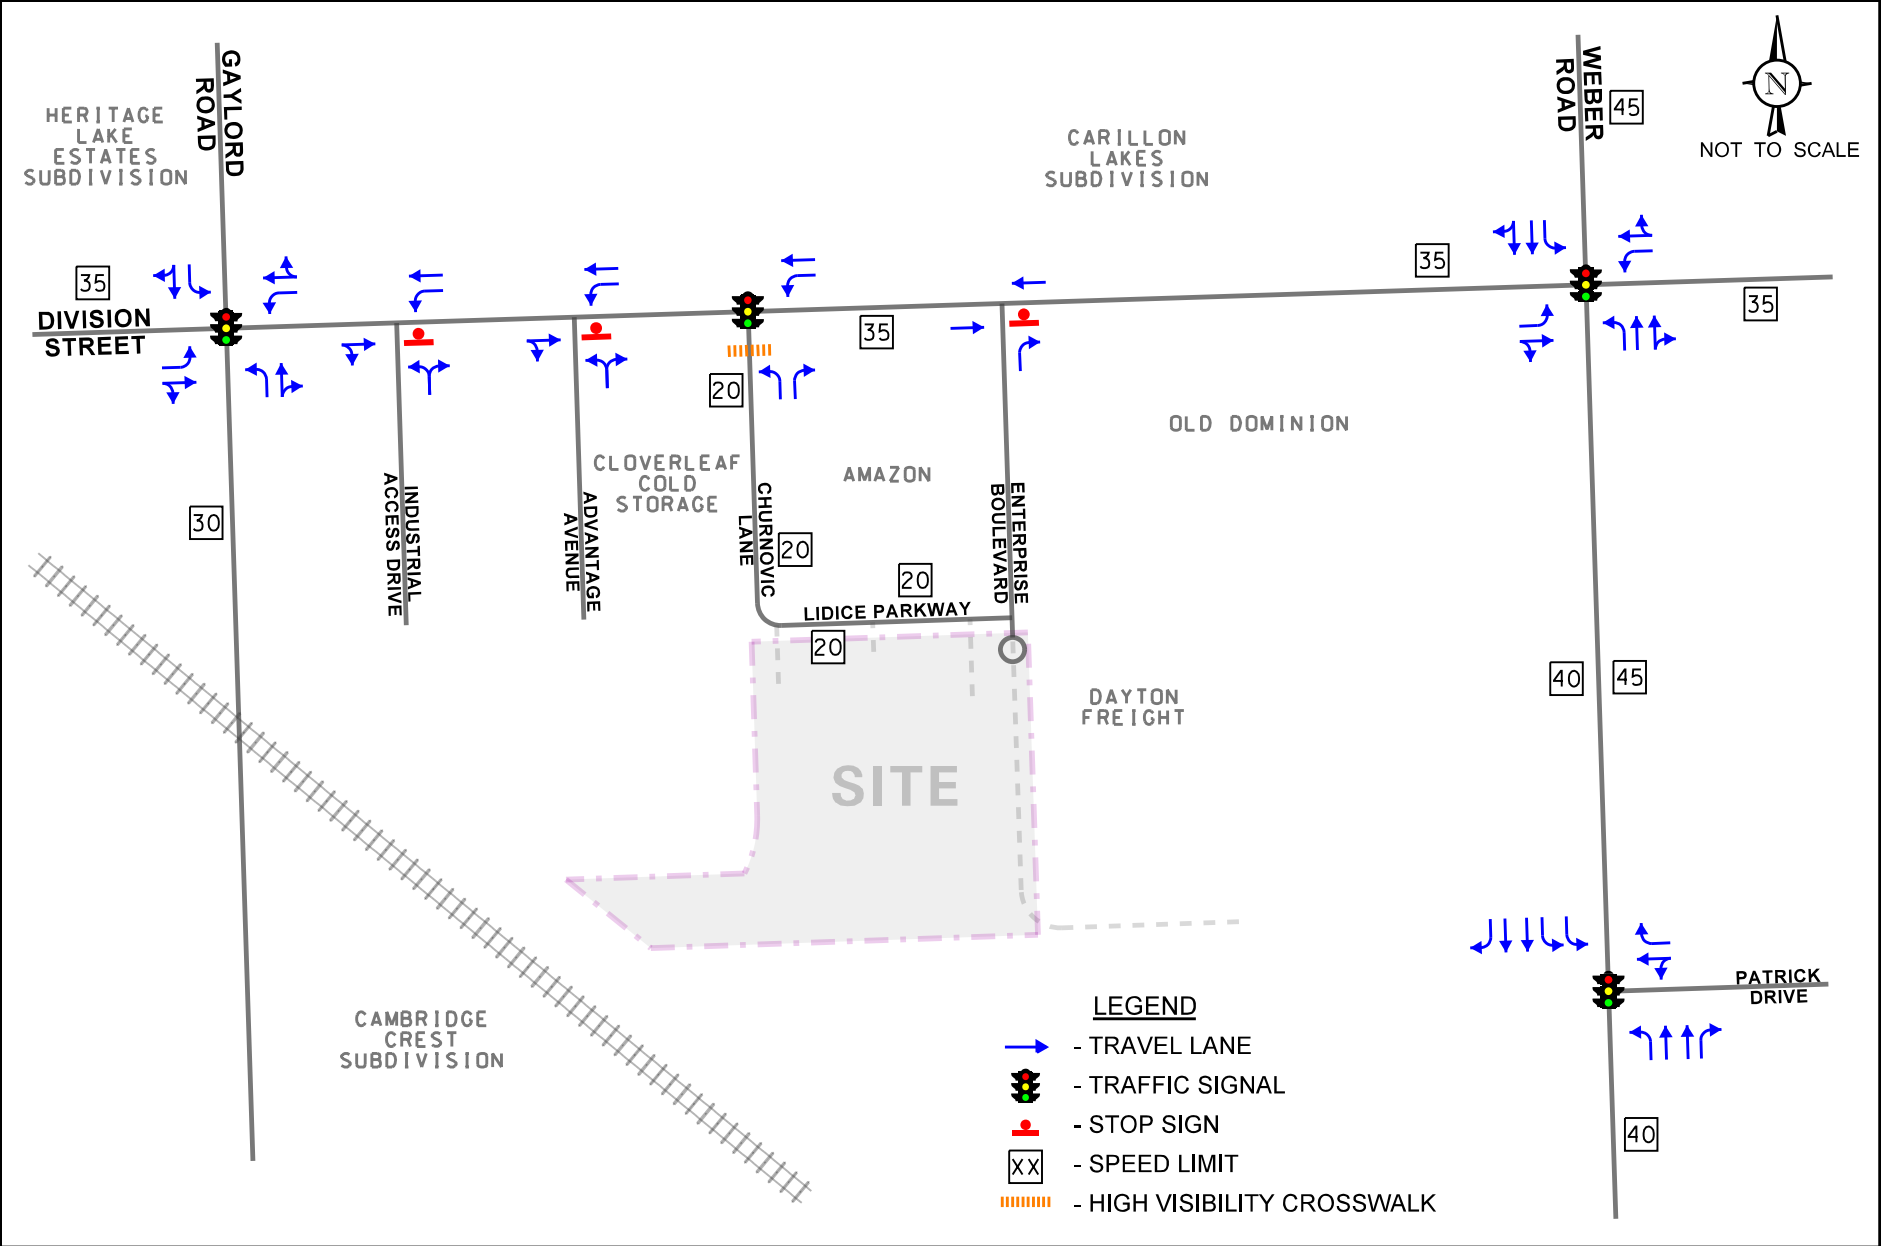 GAYLORD
ROAD
WEBER
ROAD
45
N
NOT TO SCALE
HERITAGE
LAKE
ESTATES
SUBDIVISION
CARILLON
LAKES
SUBDIVISION
35
DIVISION
STREET
35
35
35
20
OLD DOMINION
CLOVERLEAF
COLD
STORAGE
AMAZON
30
INDUSTRIAL
ACCESS DRIVE
ADVANTAGE
AVENUE
CHURNOVIC
LANE
20
ENTERPRISE
BOULEVARD
20
LIDICE PARKWAY
20
DAYTON
FREIGHT
40
45
SITE
PATRICK
DRIVE
CAMBRIDGE
CREST
SUBDIVISION
40
LEGEND
- TRAVEL LANE
- TRAFFIC SIGNAL
- STOP SIGN
XX - SPEED LIMIT
- HIGH VISIBILITY CROSSWALK